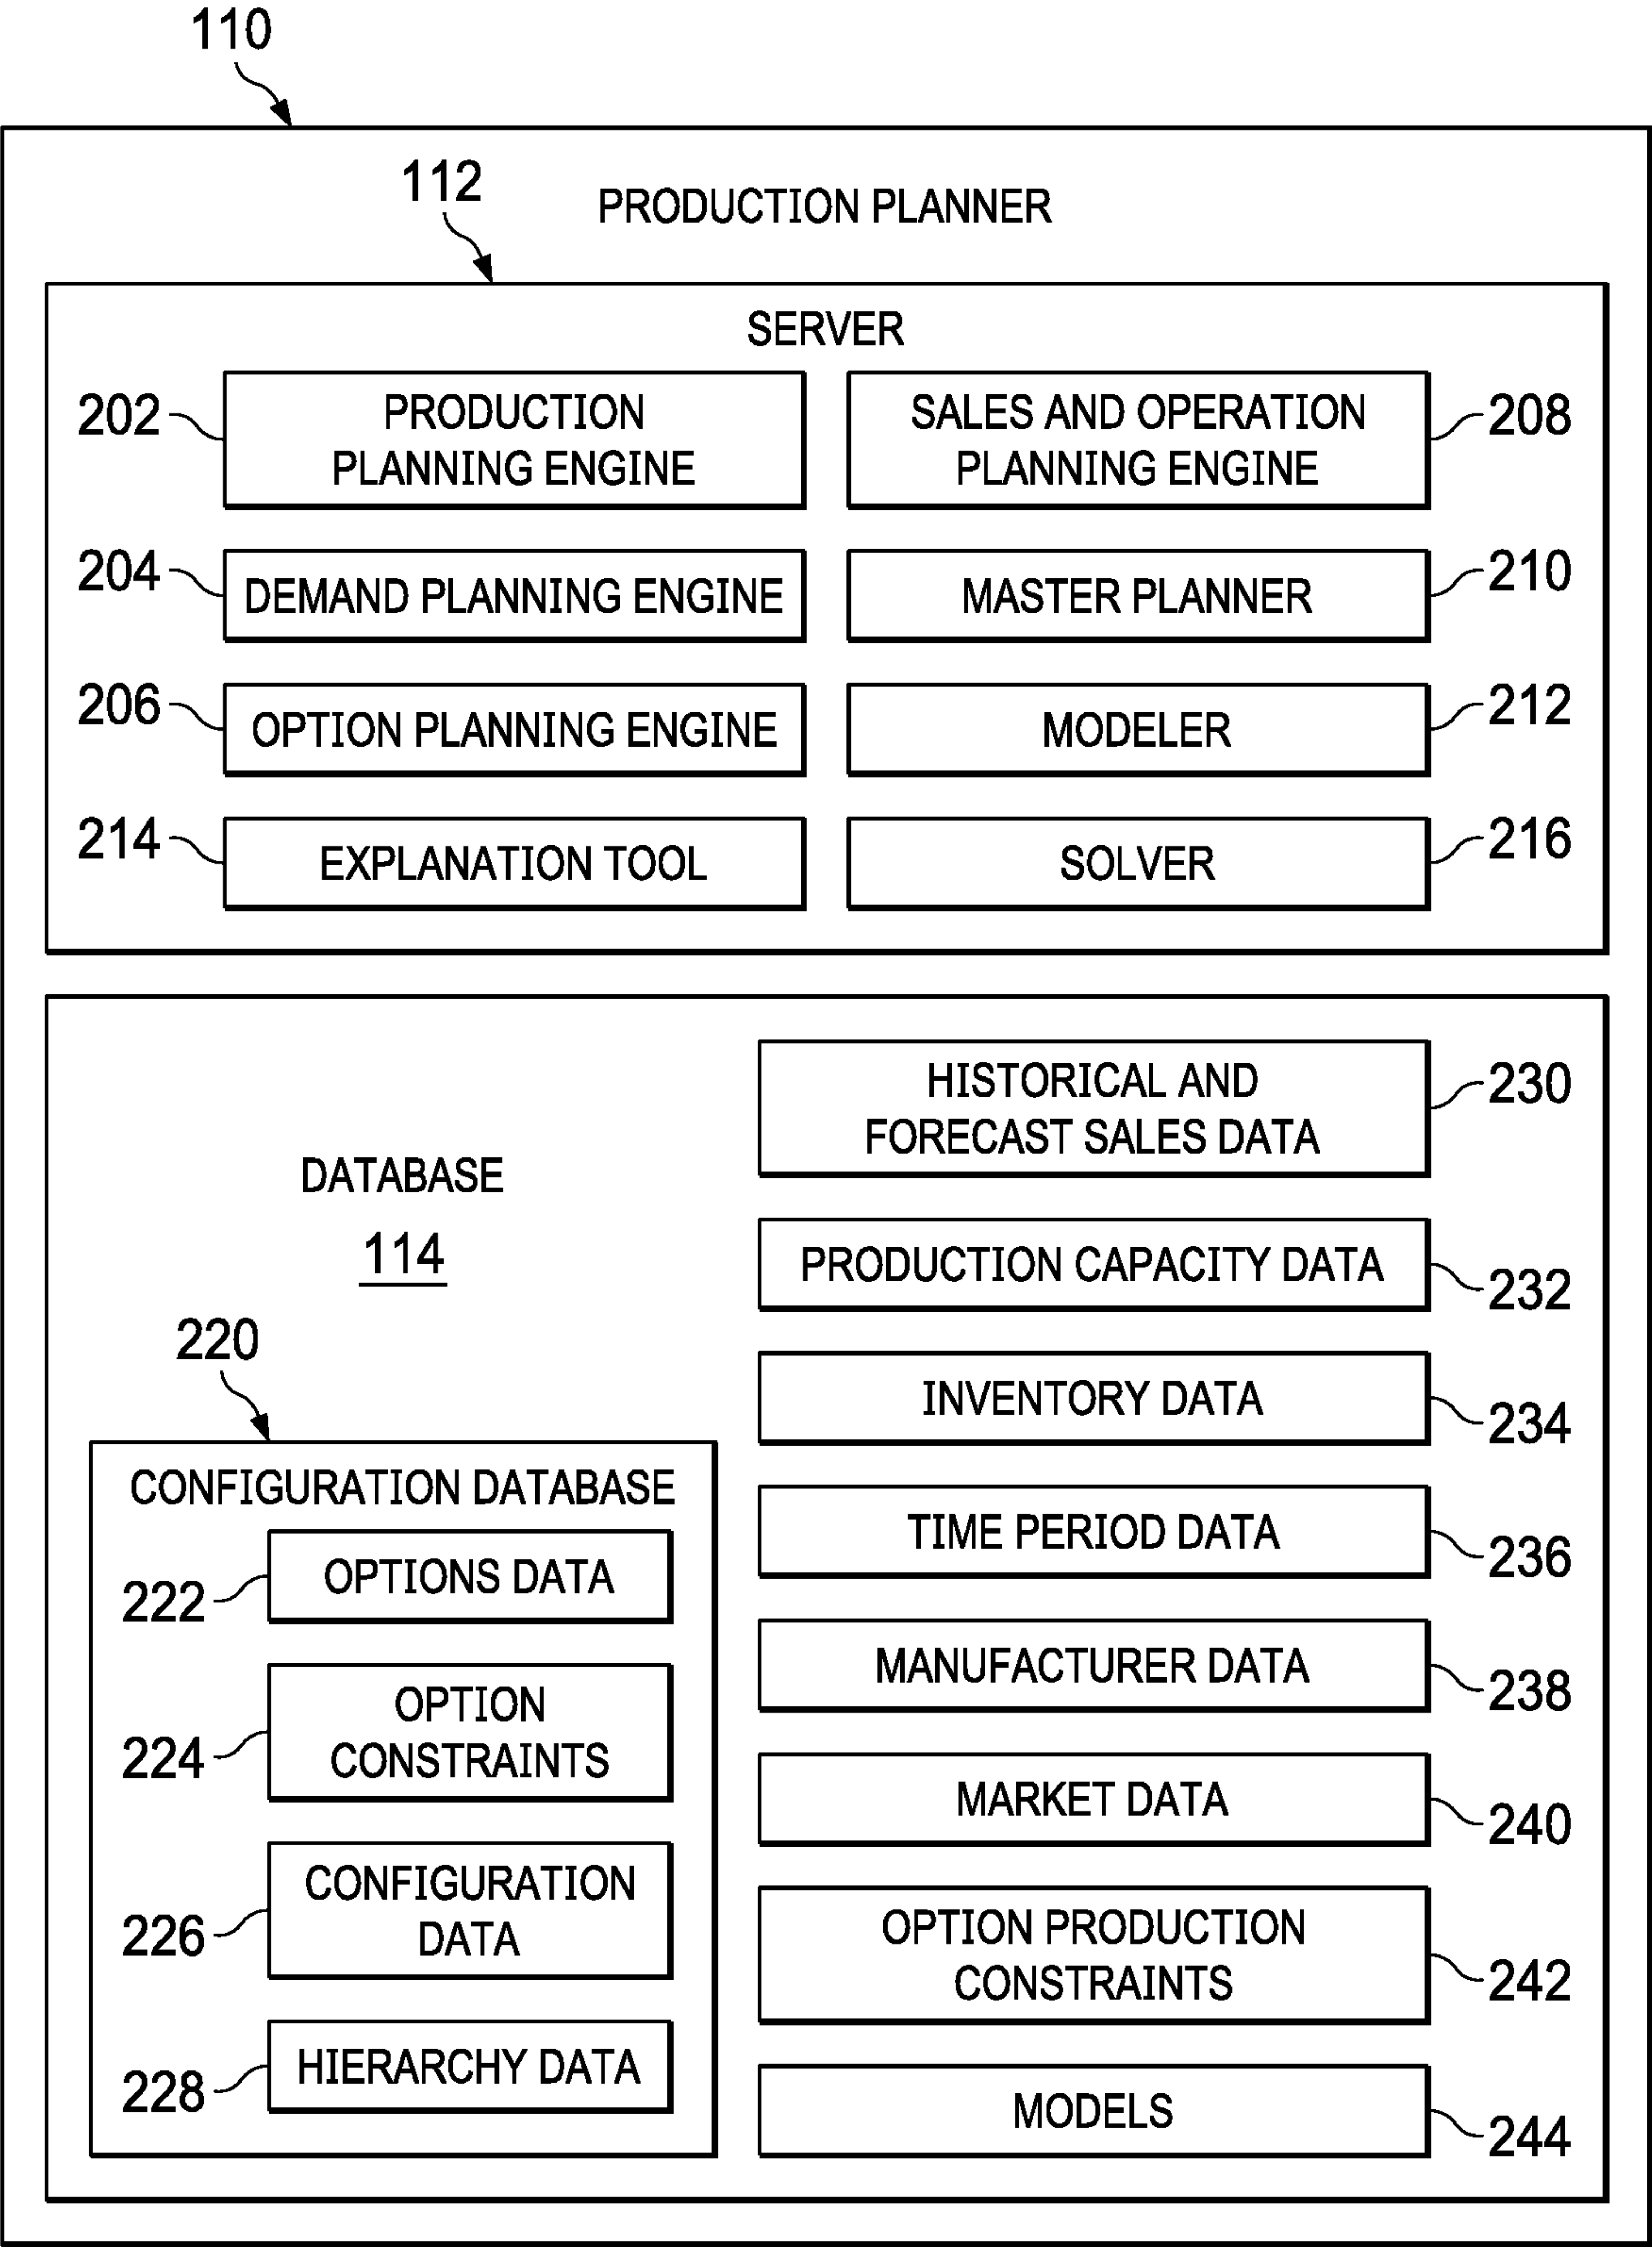 110
112
PRODUCTION PLANNER
SERVER
202
PRODUCTION
PLANNING ENGINE
SALES AND OPERATION
PLANNING ENGINE
208
204
DEMAND PLANNING ENGINE
MASTER PLANNER
210
206
OPTION PLANNING ENGINE
MODELER
212
214
EXPLANATION TOOL
SOLVER
216
DATABASE
114
220
CONFIGURATION DATABASE
222
OPTIONS DATA
224
OPTION
CONSTRAINTS
226
CONFIGURATION
DATA
228
HIERARCHY DATA
HISTORICAL AND
FORECAST SALES DATA
230
PRODUCTION CAPACITY DATA
232
INVENTORY DATA
234
TIME PERIOD DATA
236
MANUFACTURER DATA
238
MARKET DATA
240
OPTION PRODUCTION
CONSTRAINTS
242
MODELS
244